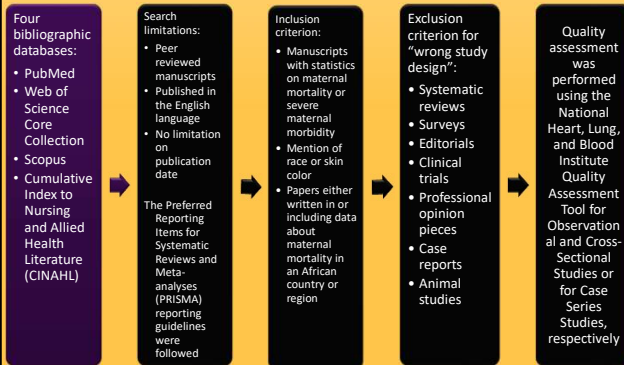 Four
bibliographic
databases:
• PubMed
• Web of
Science
Core
Collection
• Scopus
• Cumulative
Index to
Nursing
and Allied
Health
Literature
(CINAHL)
Search
limitations:
• Peer
reviewed
manuscripts
• Published in
the English
language
• No limitation
on
publication
date
The Preferred
Reporting
Items for
Systematic
Reviews and
Meta-
analyses
(PRISMA)
reporting
guidelines
were
followed
Inclusion
criterion:
• Manuscripts
with statistics
on maternal
mortality or
severe
maternal
morbidity
• Mention of
race or skin
color
• Papers either
written in or
including data
about
maternal
mortality in
an African
country or
region
Exclusion
criterion for
“wrong study
design”:
• Systematic
reviews
• Surveys
• Editorials
• Clinical
trials
• Professional
opinion
pieces
• Case
reports
• Animal
studies
Quality
assessment
was
performed
using the
National
Heart, Lung,
and Blood
Institute
Quality
Assessment
Tool for
Observation
al and Cross-
Sectional
Studies or
for Case
Series
Studies,
respectively